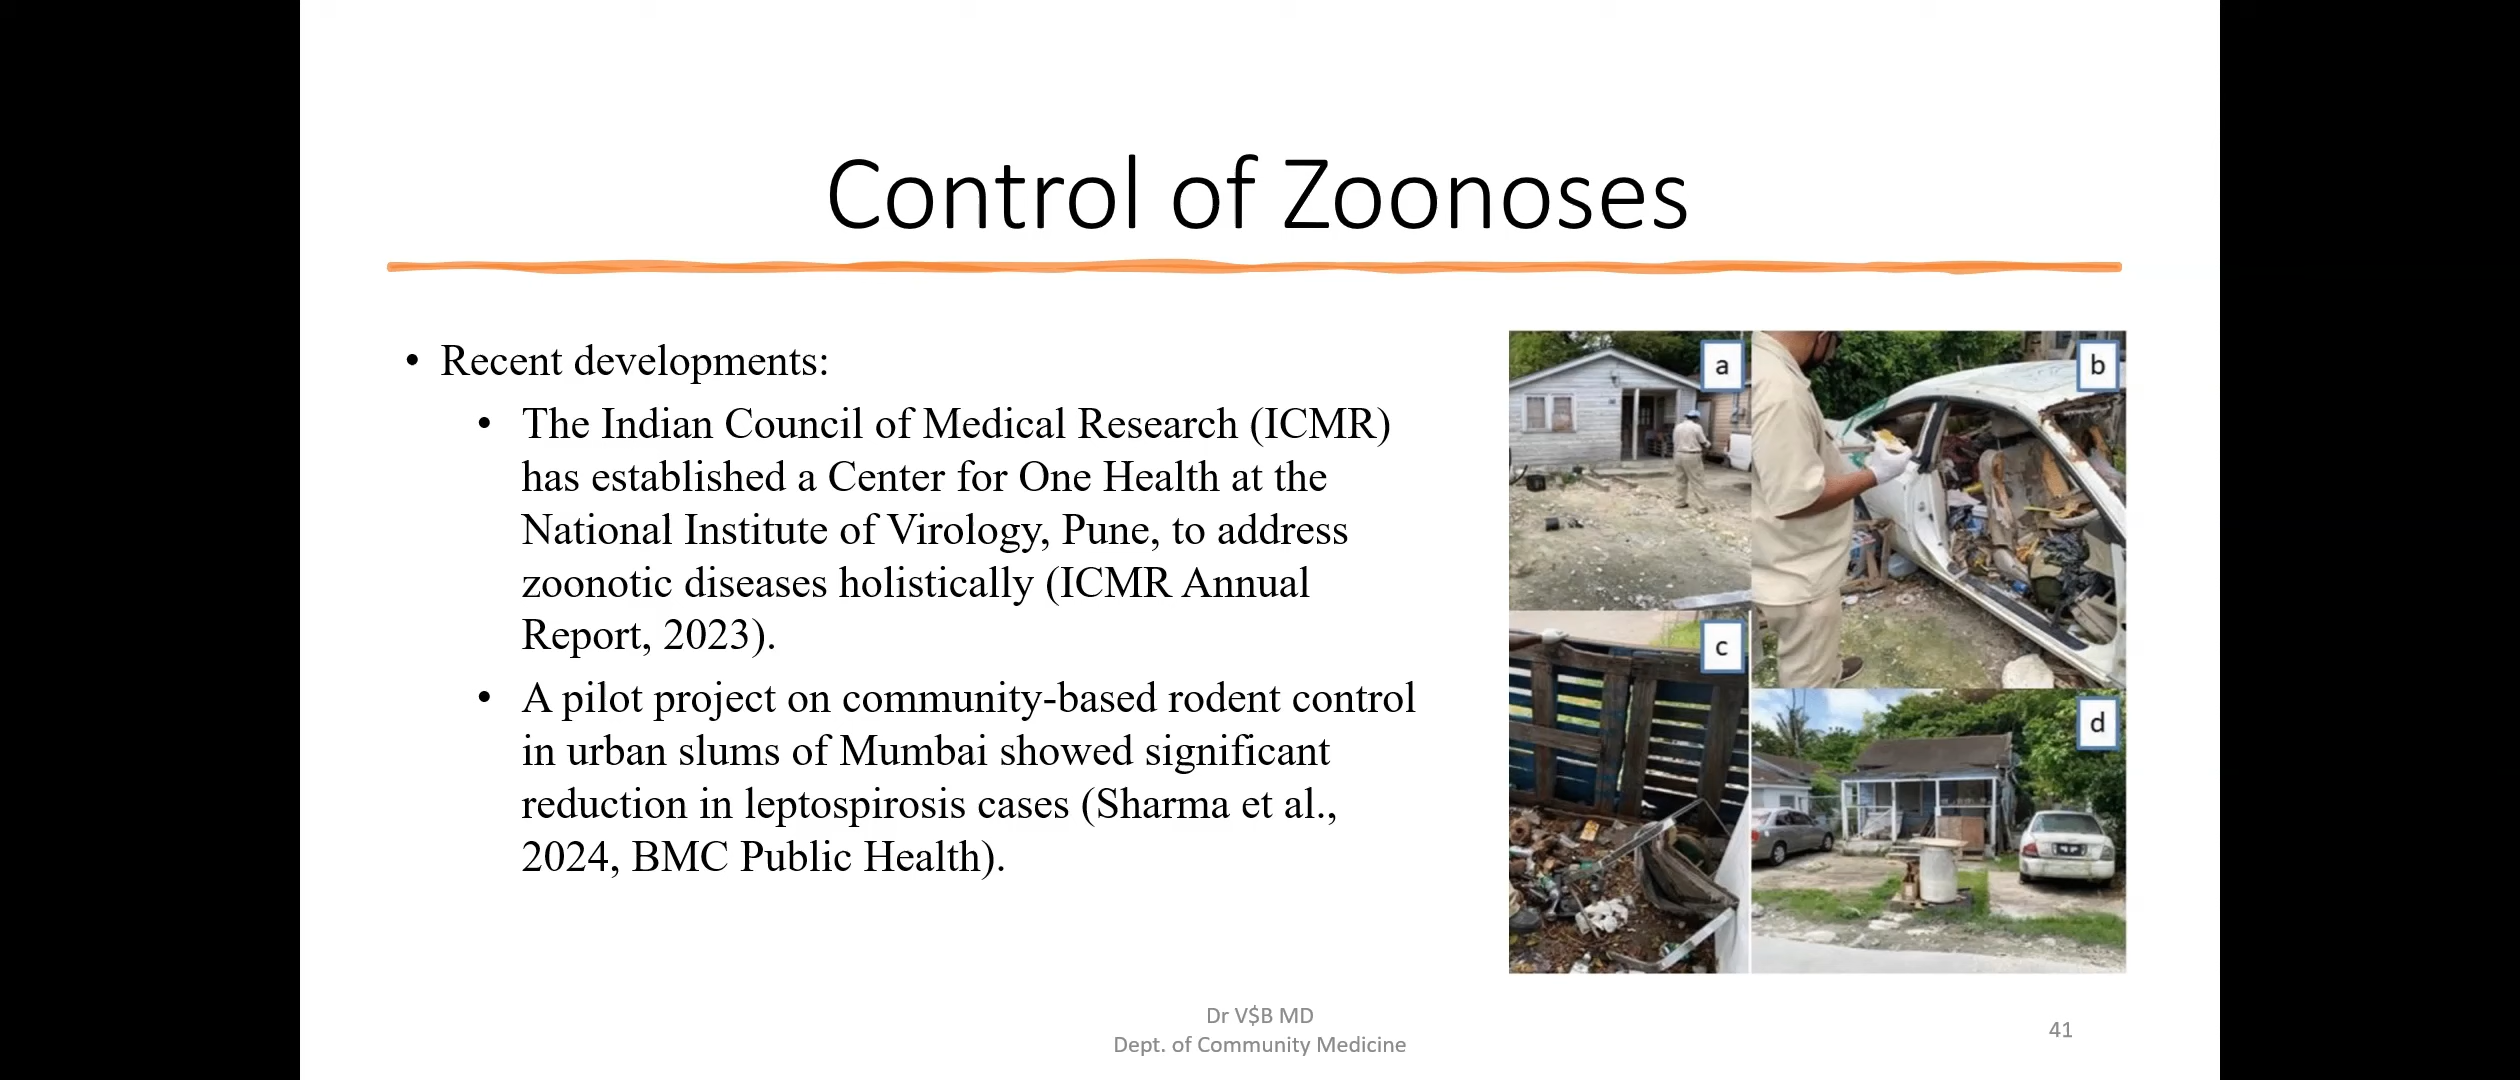 Control of Zoonoses
• Recent developments:
• The Indian Council of Medical Research (ICMR)
has established a Center for One Health at the
National Institute of Virology, Pune, to address
zoonotic diseases holistically (ICMR Annual
Report, 2023).
• A pilot project on community-based rodent control
in urban slums of Mumbai showed significant
reduction in leptospirosis cases (Sharma et al.,
2024, BMC Public Health).
a
b
c
d
Dr V$B MD
Dept. of Community Medicine
41